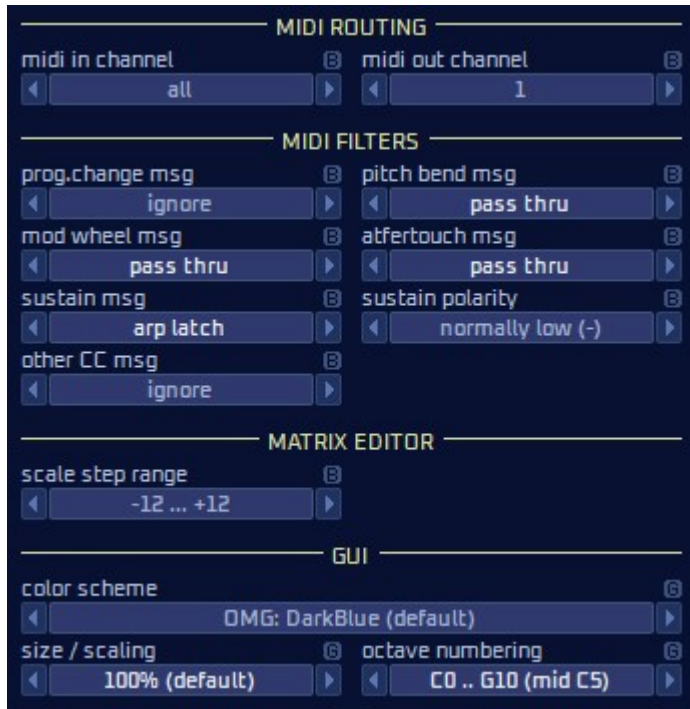 MIDI ROUTING
midi in channel B midi out channel B
all 1
MIDI FILTERS
prog.change msg B pitch bend msg B
ignore pass thru
mod wheel msg B atfertouch msg B
pass thru pass thru
sustain msg B sustain polarity B
arp latch normally low (-)
other CC msg B
ignore
MATRIX EDITOR
scale step range B
-12 ... +12
GUI
color scheme G
OMG: DarkBlue (default)
size / scaling G octave numbering G
100% (default) C0 .. G10 (mid C5)